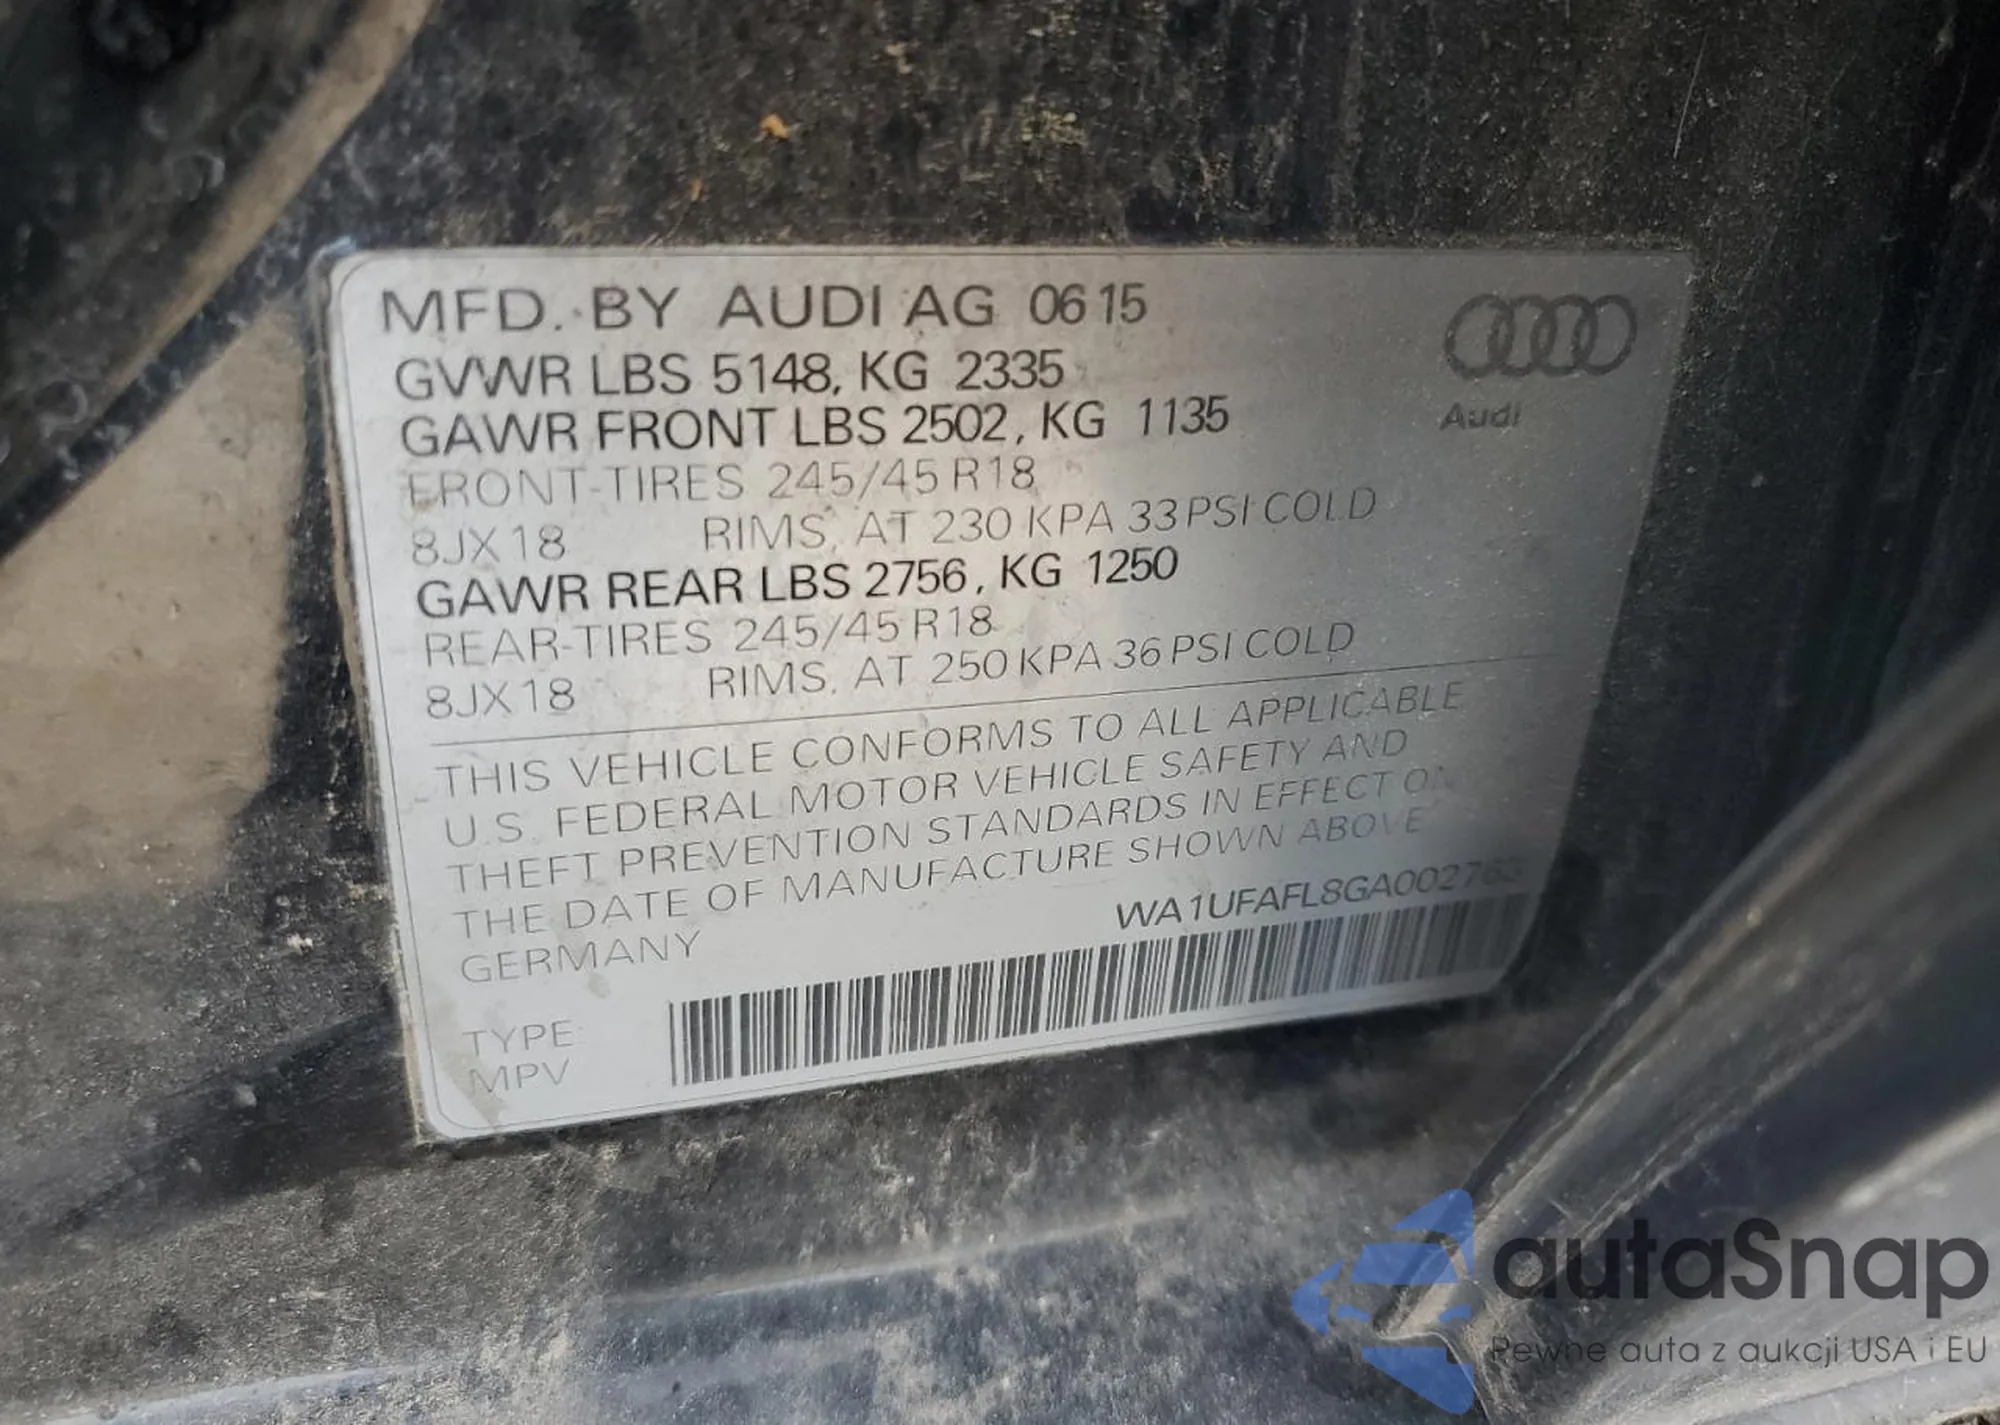 MFD. BY AUDI AG 06 15
GVWR LBS 5148, KG 2335
GAWR FRONT LBS 2502, KG 1135
FRONT-TIRES 245/45 R18
8JX18 RIMS, AT 230 KPA 33 PSI COLD
GAWR REAR LBS 2756, KG 1250
REAR-TIRES 245/45 R18
8JX18 RIMS, AT 250 KPA 36 PSI COLD
Audi
THIS VEHICLE CONFORMS TO ALL APPLICABLE
U.S. FEDERAL MOTOR VEHICLE SAFETY AND
THEFT PREVENTION STANDARDS IN EFFECT ON
THE DATE OF MANUFACTURE SHOWN ABOVE
GERMANY
TYPE:
MPV
autaSnap
Pewne auta z aukcji USA i EU